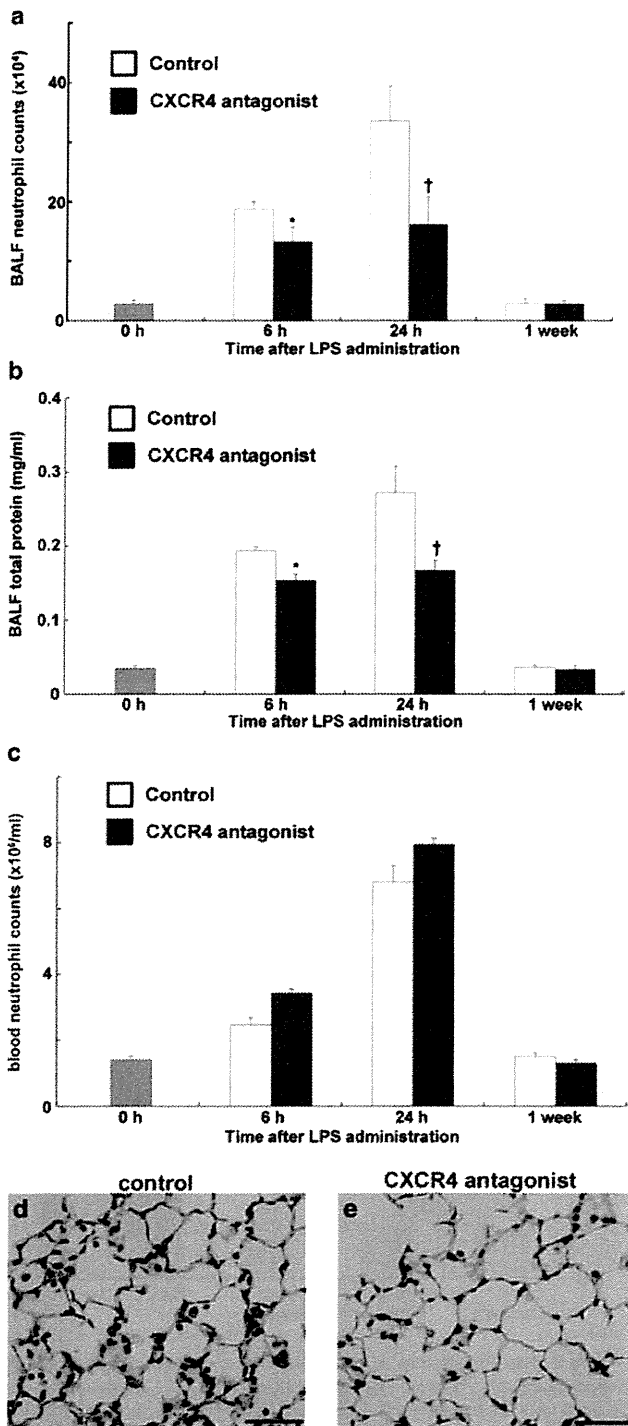 a
BALF neutrophil counts (x10⁴)
40
20
0
Control
CXCR4 antagonist
*
†
0 h 6 h 24 h 1 week
Time after LPS administration
b
BALF total protein (mg/ml)
0.4
0.3
0.2
0.1
0
Control
CXCR4 antagonist
*
†
0 h 6 h 24 h 1 week
Time after LPS administration
c
blood neutrophil counts (x10⁶/ml)
8
4
0
Control
CXCR4 antagonist
0 h 6 h 24 h 1 week
Time after LPS administration
control CXCR4 antagonist
d e